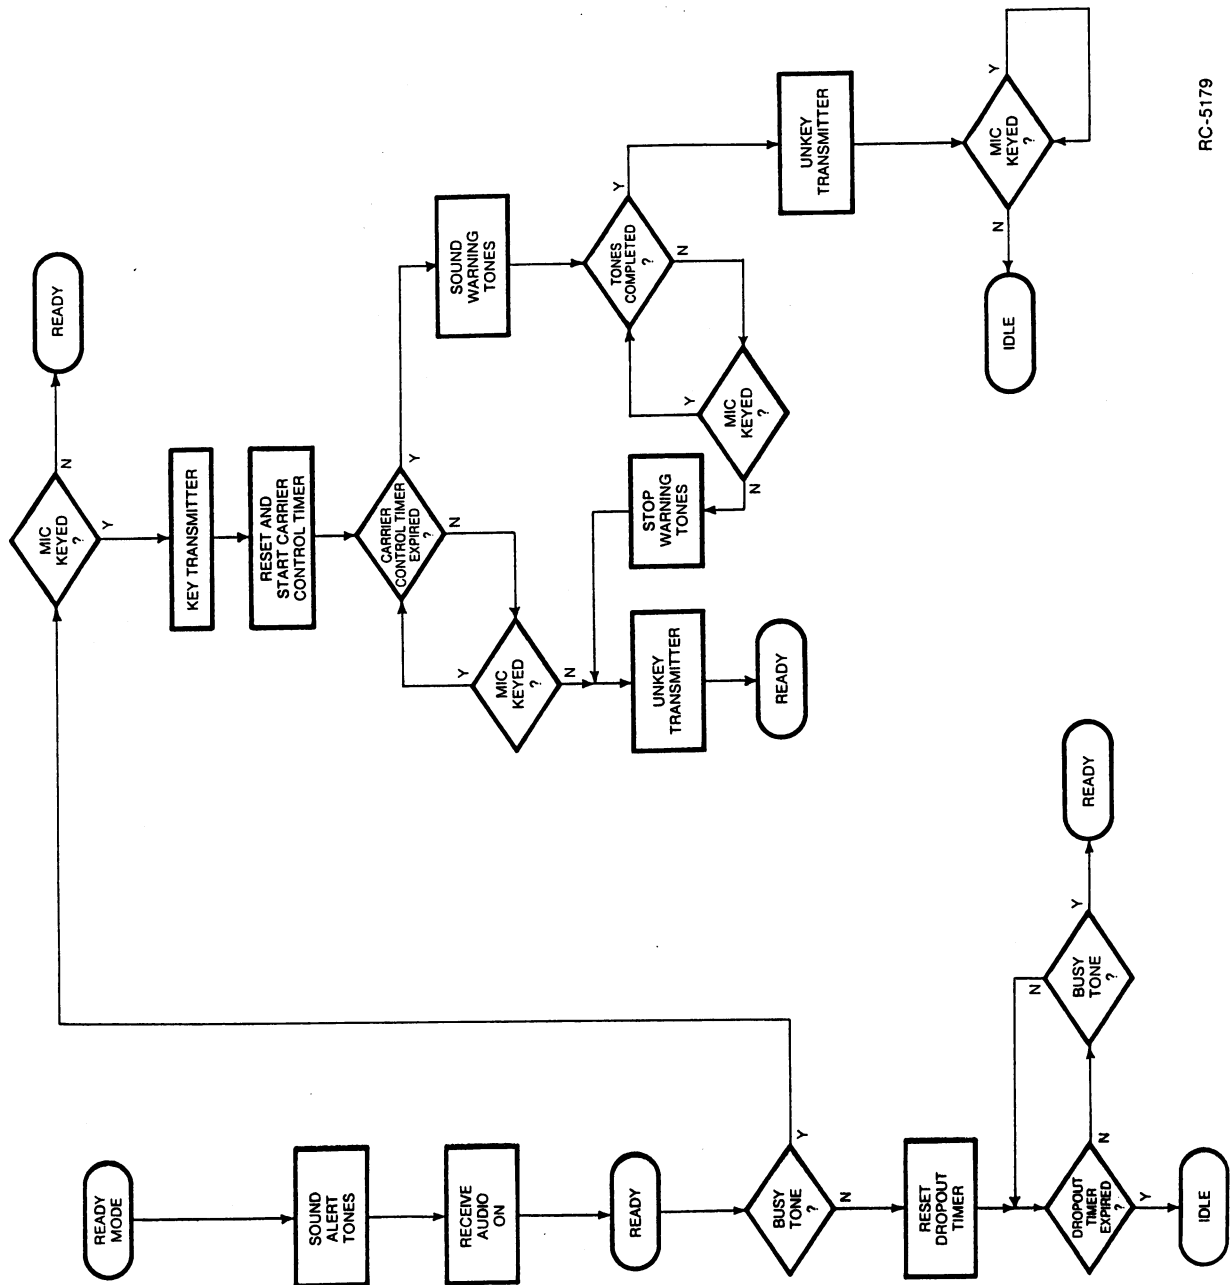 READY
MODE
SOUND
ALERT
TONES
RECEIVE
AUDIO
ON
READY
BUSY
TONE
?
Y
N
RESET
DROPOUT
TIMER
DROPOUT
TIMER
EXPIRED
?
N
Y
IDLE
BUSY
TONE
?
N
Y
READY
MIC
KEYED
?
N
Y
READY
KEY TRANSMITTER
RESET AND
START CARRIER
CONTROL TIMER
CARRIER
CONTROL TIMER
EXPIRED
?
Y
N
MIC
KEYED
?
Y
N
UNKEY
TRANSMITTER
READY
SOUND
WARNING
TONES
TONES
COMPLETED
?
Y
N
MIC
KEYED
?
Y
N
STOP
WARNING
TONES
UNKEY
TRANSMITTER
MIC
KEYED
?
Y
N
IDLE
RC-5179